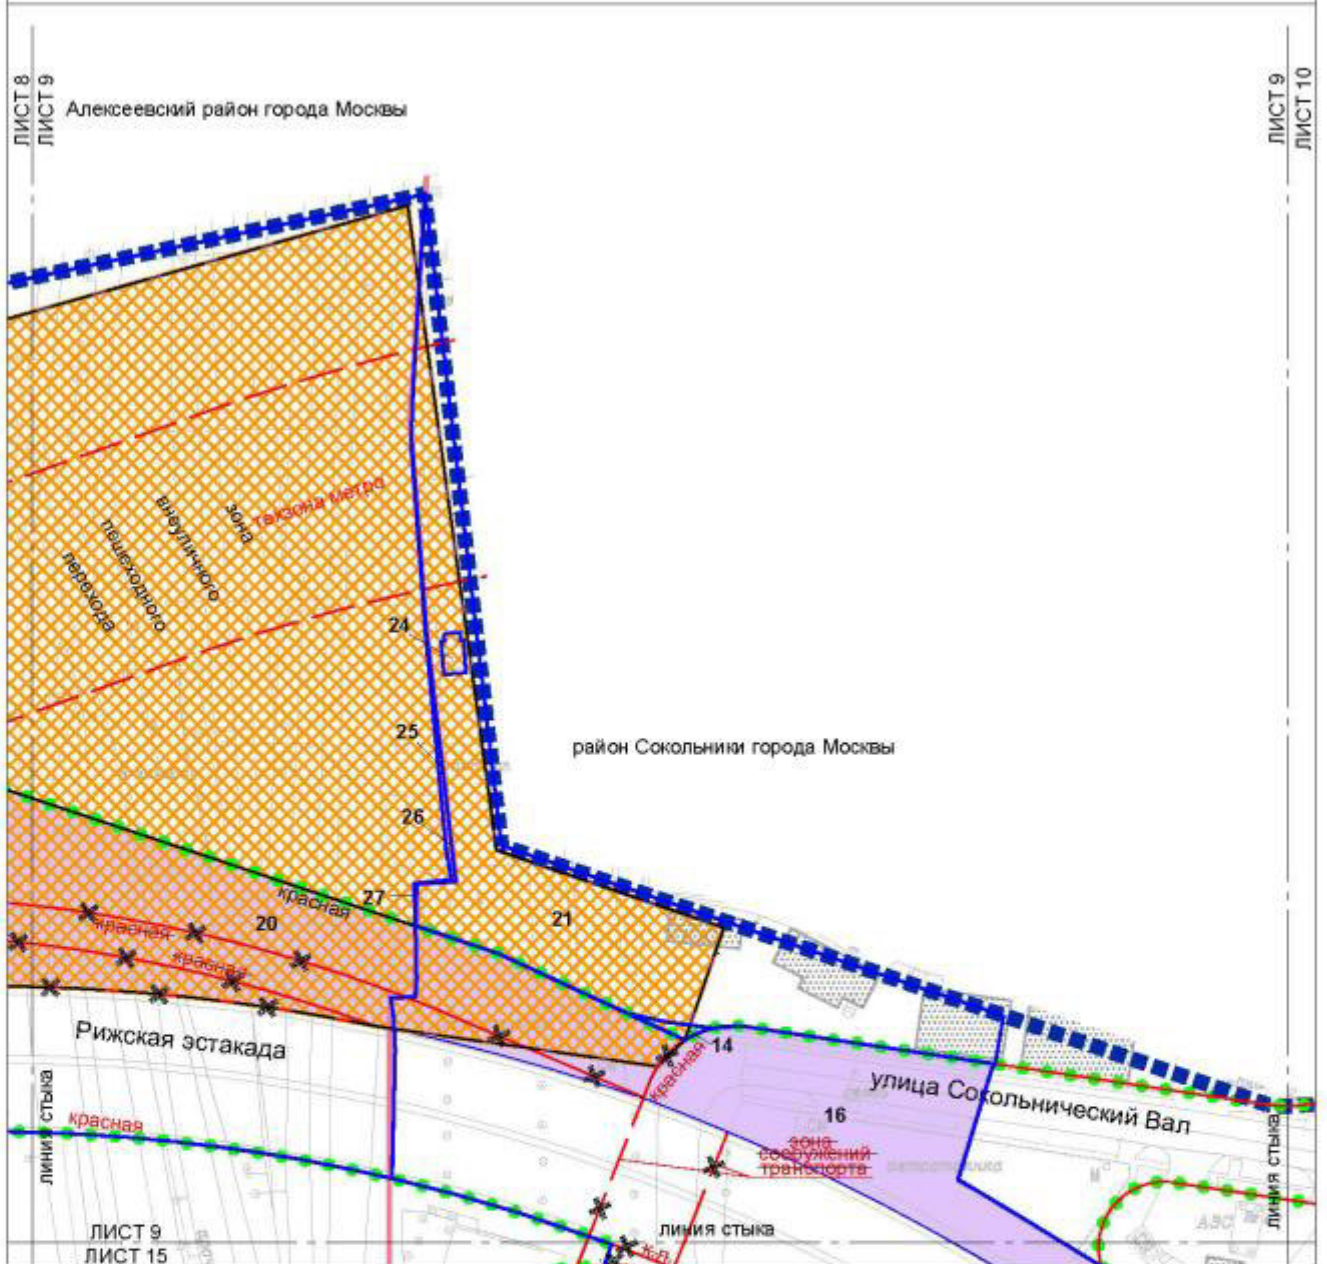 ЛИСТ 8
ЛИСТ 9
Алексеевский район города Москвы
ЛИСТ 9
ЛИСТ 10
техзона метро
зона
внеуличного
пешеходного
перехода
24
25
район Сокольники города Москвы
26
27
красная
20
21
красная
красная
Рижская эстакада
14
красная
улица Сокольнический Вал
16
зона
сооружений
транспорта
линия стыка
красная
линия стыка
АЗС
линия стыка
ЛИСТ 9
ЛИСТ 15
к.л.